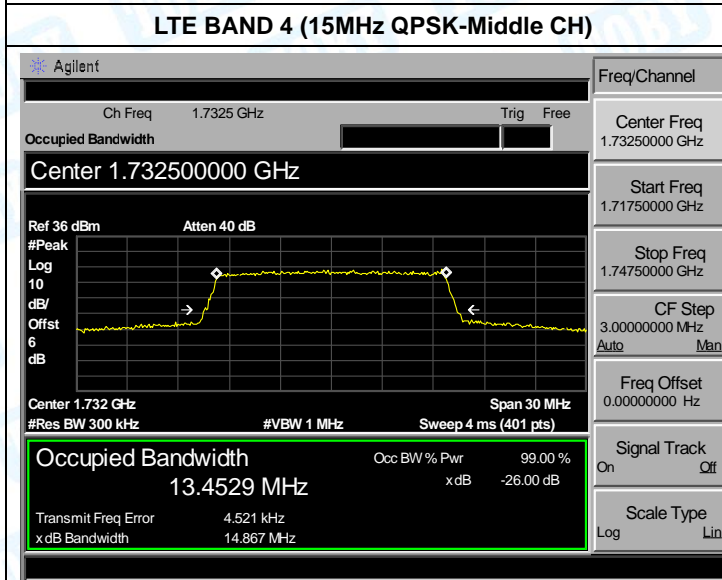 LTE BAND 4 (15MHz QPSK-Middle CH)
Agilent
Freq/Channel
Ch Freq 1.7325 GHz Trig Free
Occupied Bandwidth
Center Freq
1.73250000 GHz
Center 1.732500000 GHz
Start Freq
1.71750000 GHz
Ref 36 dBm Atten 40 dB
#Peak
Log
10
dB/
Offst
6
dB
Stop Freq
1.74750000 GHz
CF Step
3.00000000 MHz
Auto Man
Freq Offset
0.00000000 Hz
Center 1.732 GHz Span 30 MHz
#Res BW 300 kHz #VBW 1 MHz Sweep 4 ms (401 pts)
Occupied Bandwidth Occ BW % Pwr 99.00 %
13.4529 MHz x dB -26.00 dB
Signal Track
On Off
Transmit Freq Error 4.521 kHz
x dB Bandwidth 14.867 MHz
Scale Type
Log Lin